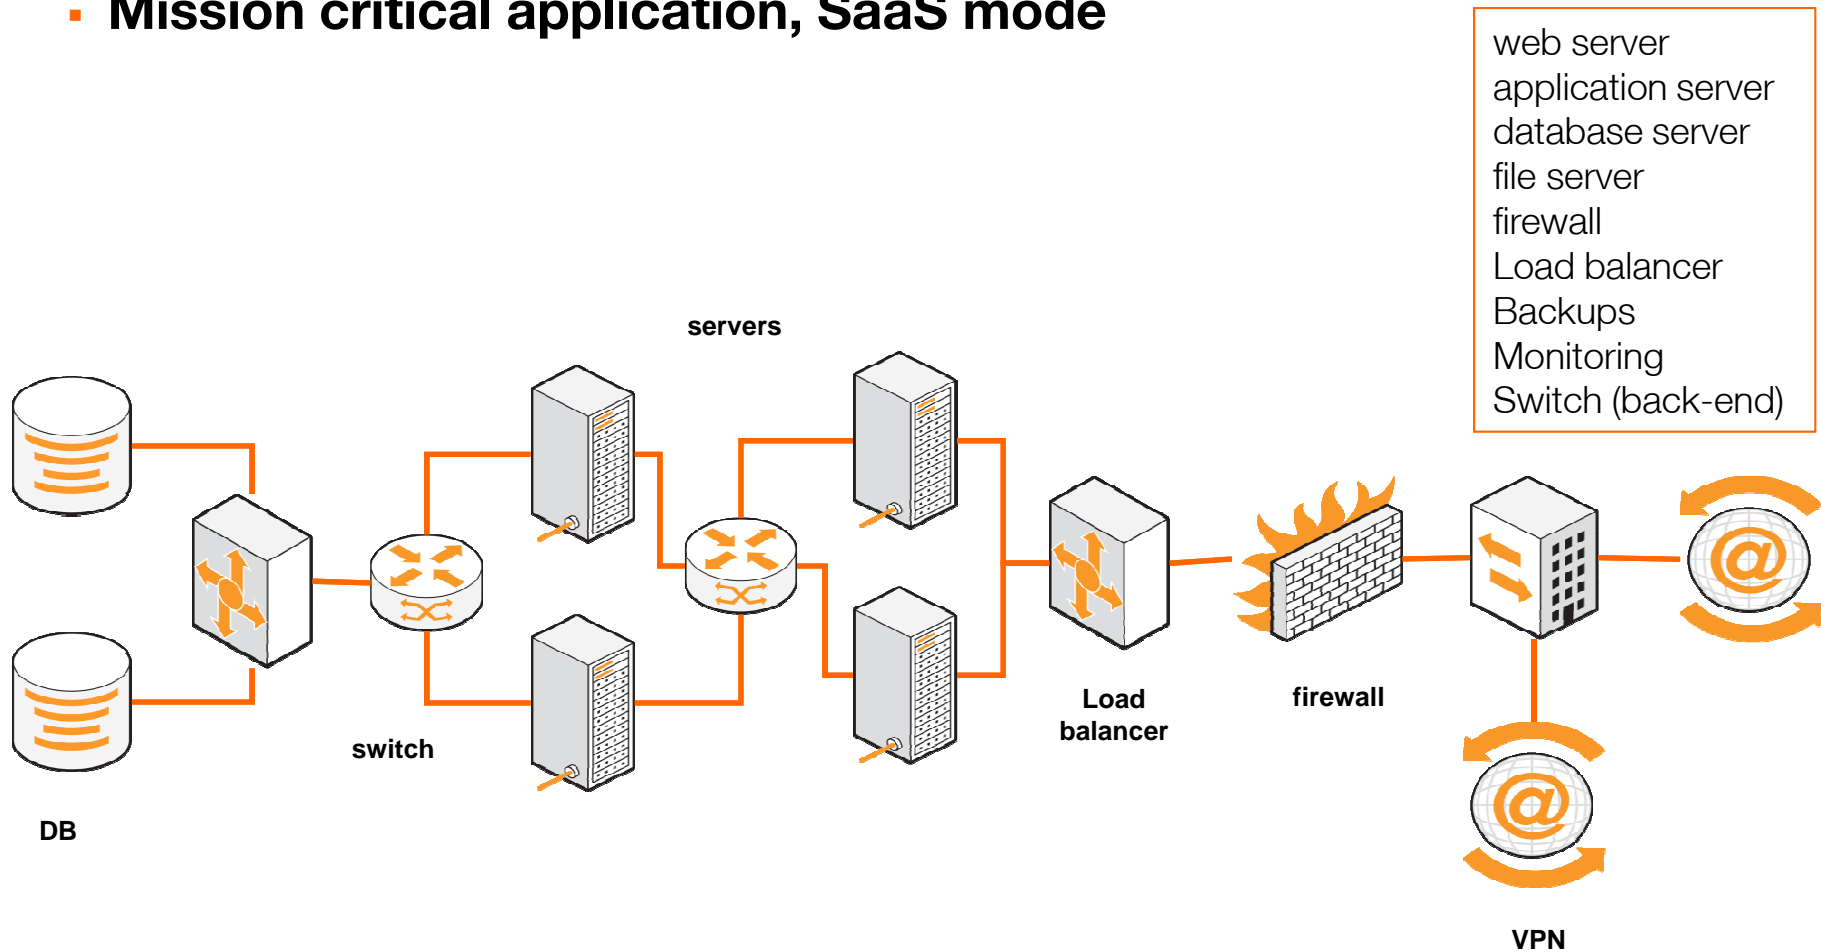 Mission critical application, SaaS mode
web server
application server
database server
file server
firewall
Load balancer
Backups
Monitoring
Switch (back-end)
servers
Load
balancer
firewall
switch
DB
VPN